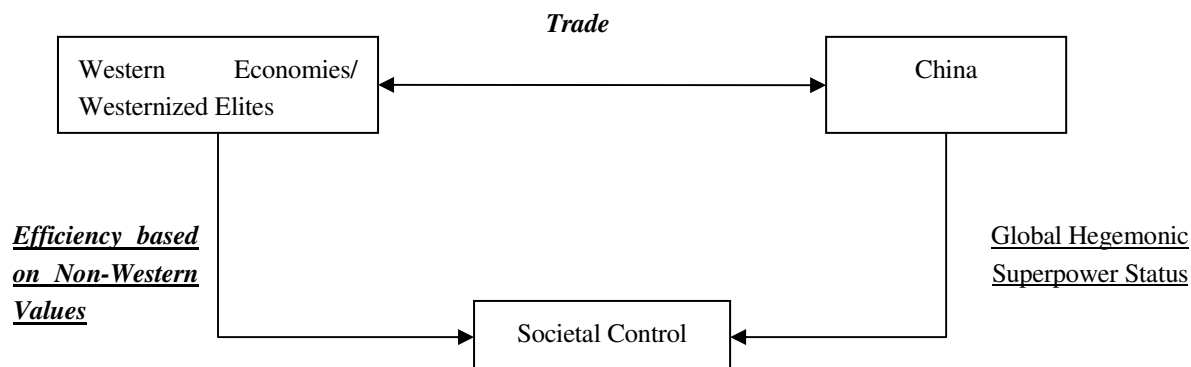 Trade
Western Economies/
Westernized Elites
China
Efficiency based
on Non-Western
Values
Global Hegemonic
Superpower Status
Societal Control